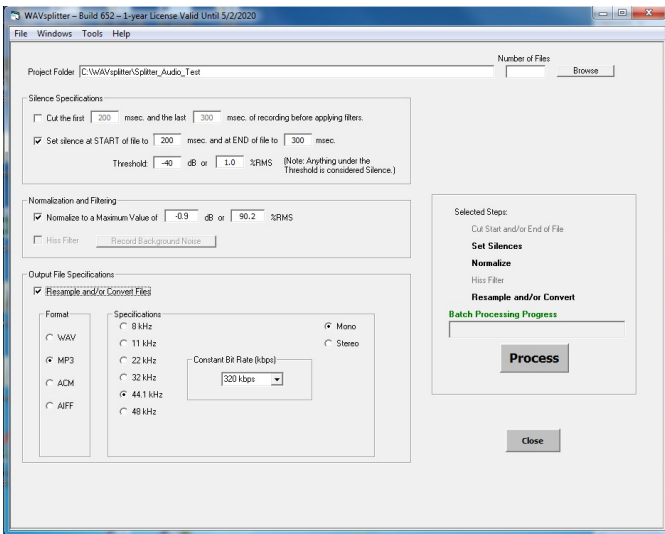 WAVsplitter – Build 652 – 1-year License Valid Until 5/2/2020
File Windows Tools Help
Number of Files
Project Folder C:\WAVsplitter\Splitter_Audio_Test Browse
Silence Specifications
Cut the first 200 msec. and the last 300 msec. of recording before applying filters.
Set silence at START of file to 200 msec. and at END of file to 300 msec.
Threshold: -40 dB or 1.0 %RMS (Note: Anything under the
Threshold is considered Silence.)
Normalization and Filtering
Normalize to a Maximum Value of -0.9 dB or 90.2 %RMS
Hiss Filter Record Background Noise
Output File Specifications
Resample and/or Convert Files
Format
WAV
MP3
ACM
AIFF
Specifications
8 kHz
11 kHz
22 kHz
32 kHz
44.1 kHz
48 kHz
Constant Bit Rate (kbps)
320 kbps
Mono
Stereo
Selected Steps:
Cut Start and/or End of File
Set Silences
Normalize
Hiss Filter
Resample and/or Convert
Batch Processing Progress
Process
Close